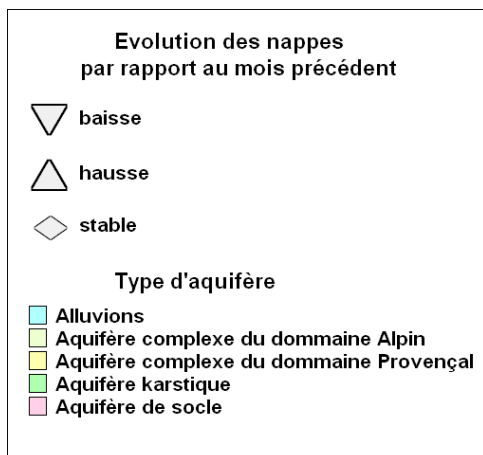 Evolution des nappes
par rapport au mois précédent
baisse
hausse
stable
Type d'aquifère
Alluvions
Aquifère complexe du dommaine Alpin
Aquifère complexe du dommaine Provençal
Aquifère karstique
Aquifère de socle